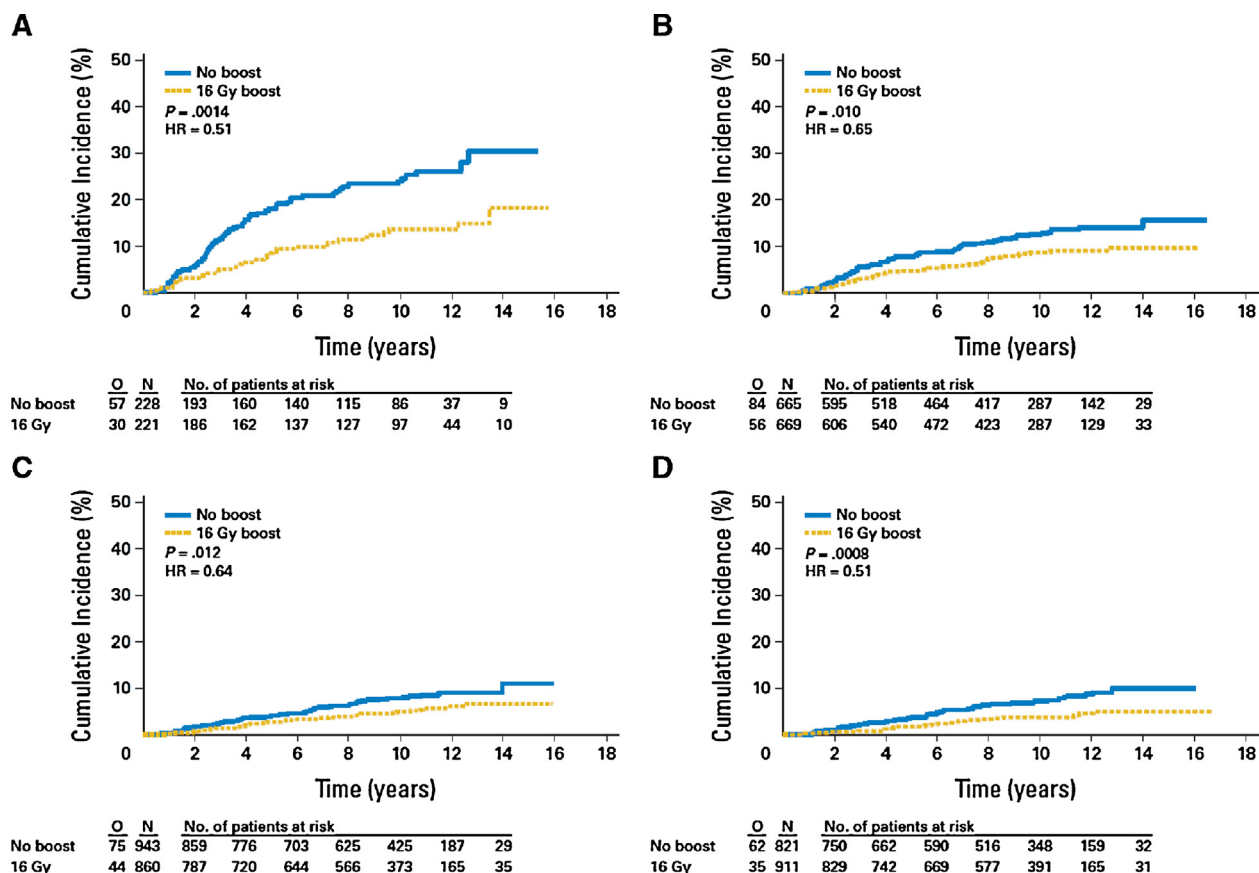 A
Cumulative Incidence (%)
50
40
30
20
10
0
No boost
16 Gy boost
P = .0014
HR = 0.51
2 4 6 8 10 12 14 16 18
Time (years)
O N No. of patients at risk
No boost 57 228 193 160 140 115 86 37 9
16 Gy 30 221 186 162 137 127 97 44 10
B
Cumulative Incidence (%)
50
40
30
20
10
0
No boost
16 Gy boost
P = .010
HR = 0.65
2 4 6 8 10 12 14 16 18
Time (years)
O N No. of patients at risk
No boost 84 665 595 518 464 417 287 142 29
16 Gy 56 669 606 540 472 423 287 129 33
C
Cumulative Incidence (%)
50
40
30
20
10
0
No boost
16 Gy boost
P = .012
HR = 0.64
2 4 6 8 10 12 14 16 18
Time (years)
O N No. of patients at risk
No boost 75 943 859 776 703 625 425 187 29
16 Gy 44 860 787 720 644 566 373 165 35
D
Cumulative Incidence (%)
50
40
30
20
10
0
No boost
16 Gy boost
P = .0008
HR = 0.51
2 4 6 8 10 12 14 16 18
Time (years)
O N No. of patients at risk
No boost 62 821 750 662 590 516 348 159 32
16 Gy 35 911 829 742 669 577 391 165 31